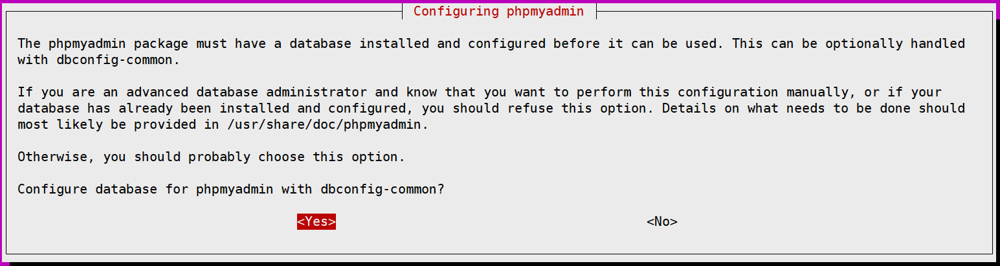 Configuring phpmyadmin
The phpmyadmin package must have a database installed and configured before it can be used. This can be optionally handled
with dbconfig-common.
If you are an advanced database administrator and know that you want to perform this configuration manually, or if your
database has already been installed and configured, you should refuse this option. Details on what needs to be done should
most likely be provided in /usr/share/doc/phpmyadmin.
Otherwise, you should probably choose this option.
Configure database for phpmyadmin with dbconfig-common?
<Yes> <No>